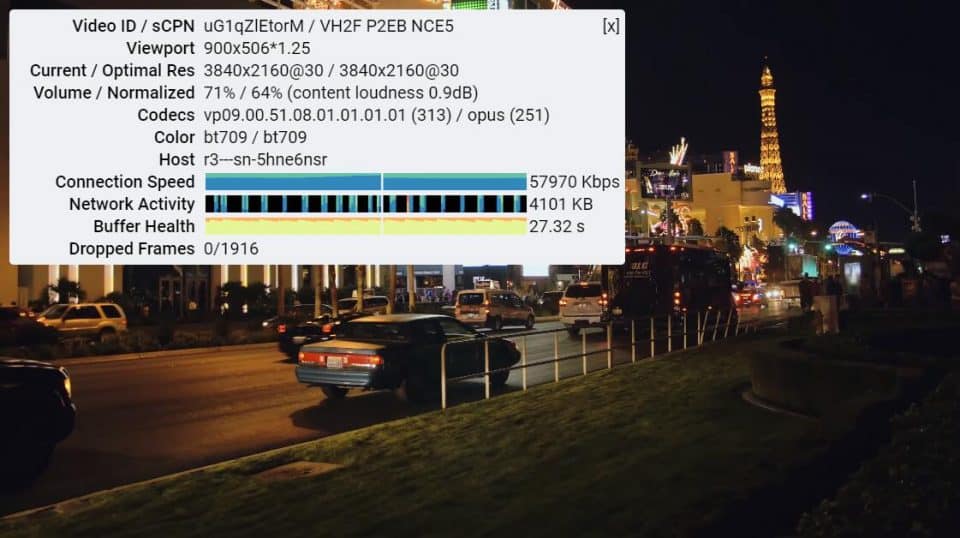 Video ID / sCPN uG1qZlEtorM / VH2F P2EB NCE5 [x]
Viewport 900x506*1.25
Current / Optimal Res 3840x2160@30 / 3840x2160@30
Volume / Normalized 71% / 64% (content loudness 0.9dB)
Codecs vp09.00.51.08.01.01.01.01 (313) / opus (251)
Color bt709 / bt709
Host r3---sn-5hne6nsr
Connection Speed 57970 Kbps
Network Activity 4101 KB
Buffer Health 27.32 s
Dropped Frames 0/1916